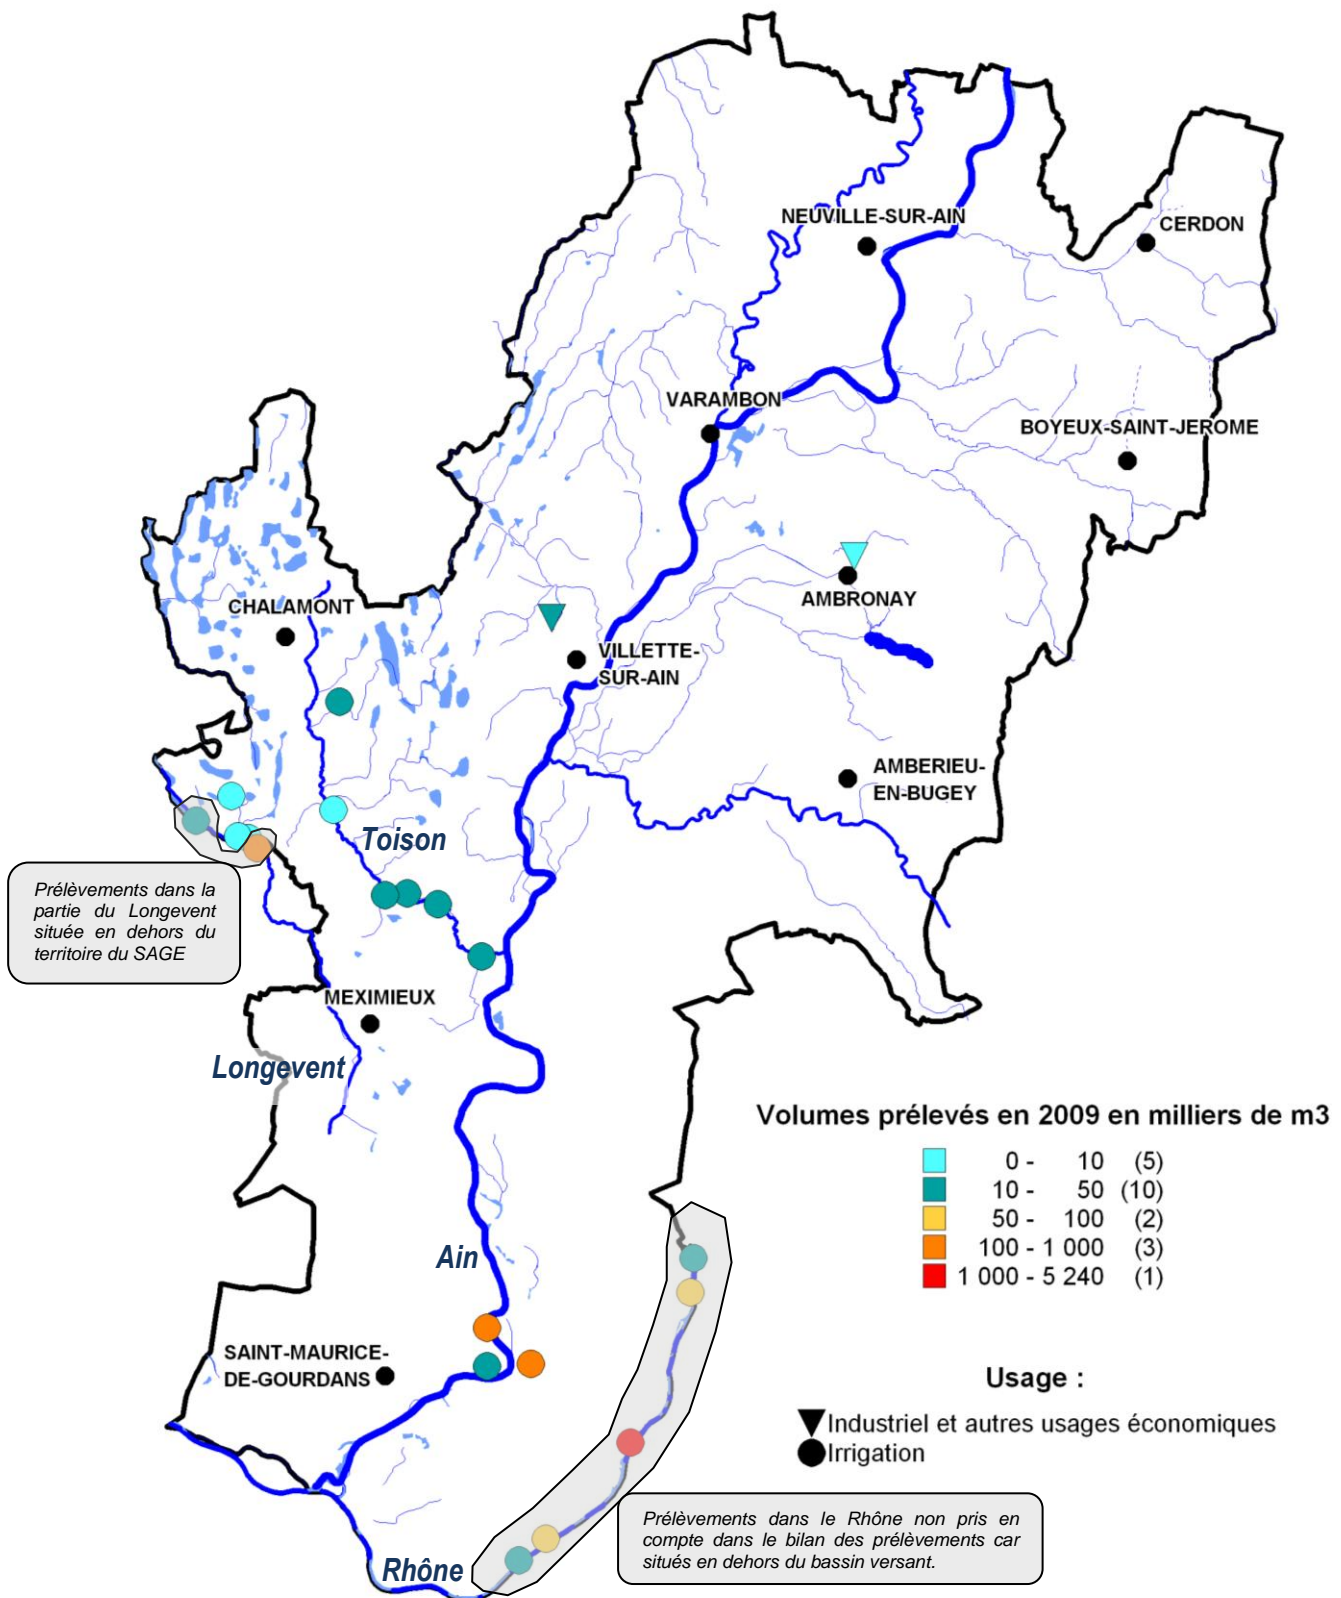 NEUVILLE-SUR-AIN
CERDON
VARAMBON
BOYEUX-SAINT-JEROME
AMBRONAY
CHALAMONT
VILLETTE-
SUR-AIN
AMBERIEU-
EN-BUGEY
Toison
Prélèvements dans la
partie du Longevent
située en dehors du
territoire du SAGE
MEXIMIEUX
Longevent
Volumes prélevés en 2009 en milliers de m3
0 - 10 (5)
10 - 50 (10)
50 - 100 (2)
100 - 1 000 (3)
1 000 - 5 240 (1)
Ain
SAINT-MAURICE-
DE-GOURDANS
Usage :
Industriel et autres usages économiques
Irrigation
Prélèvements dans le Rhône non pris en
compte dans le bilan des prélèvements car
situés en dehors du bassin versant.
Rhône